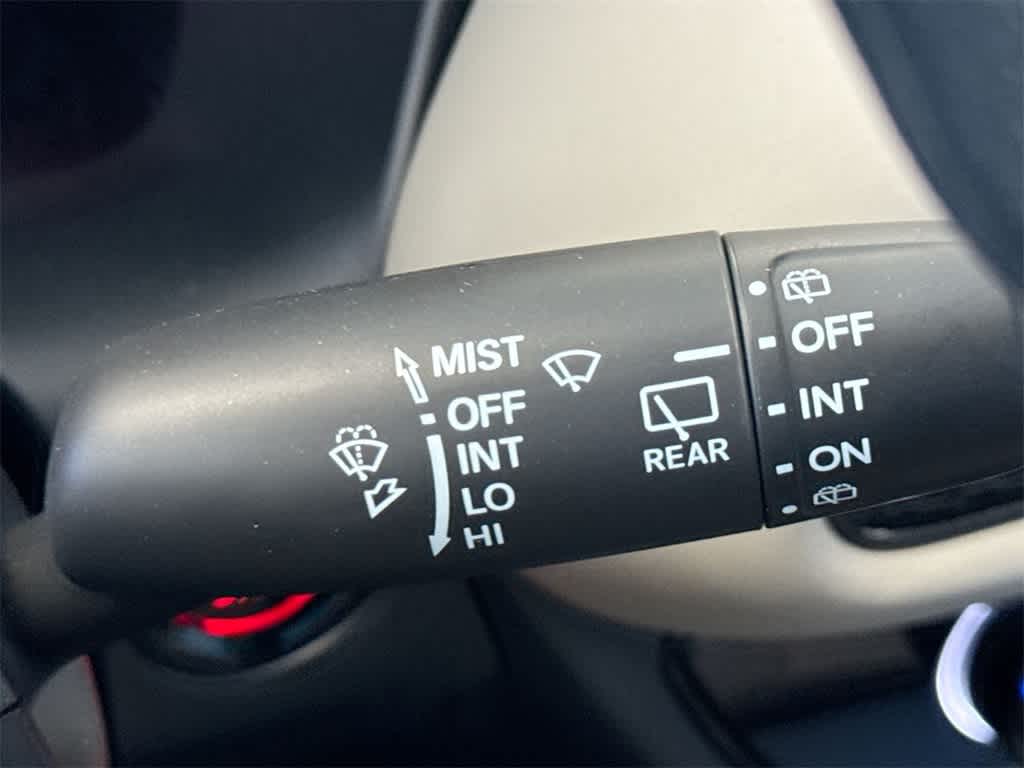 MIST
OFF
INT
LO
HI
REAR
OFF
INT
ON